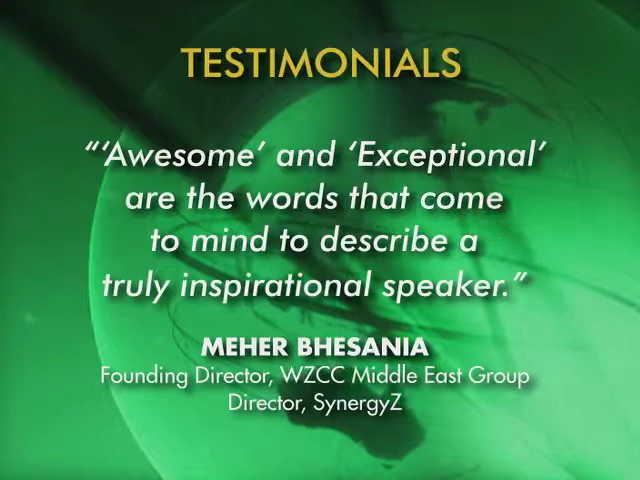 TESTIMONIALS
“‘Awesome’ and ‘Exceptional’
are the words that come
to mind to describe a
truly inspirational speaker.”
MEHER BHESANIA
Founding Director, WZCC Middle East Group
Director, SynergyZ